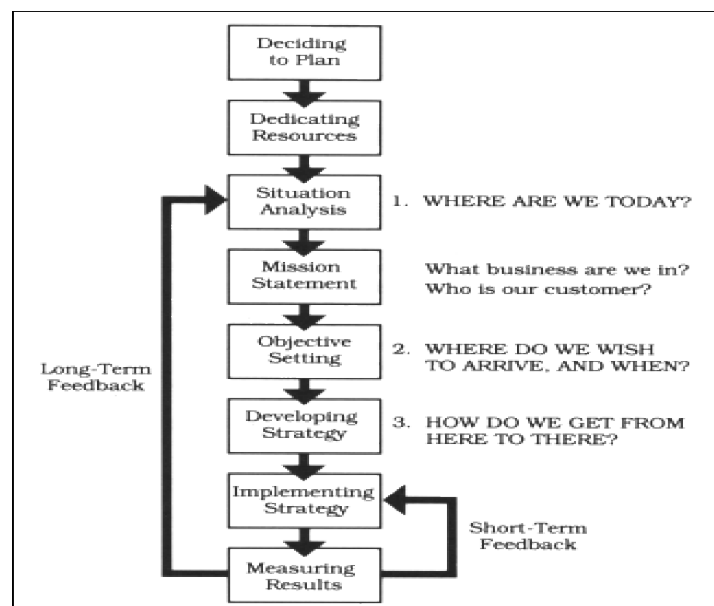 Deciding
to Plan
Dedicating
Resources
Situation
Analysis
1. WHERE ARE WE TODAY?
Mission
Statement
What business are we in?
Who is our customer?
Objective
Setting
2. WHERE DO WE WISH
TO ARRIVE, AND WHEN?
Long-Term
Feedback
Developing
Strategy
3. HOW DO WE GET FROM
HERE TO THERE?
Implementing
Strategy
Short-Term
Feedback
Measuring
Results